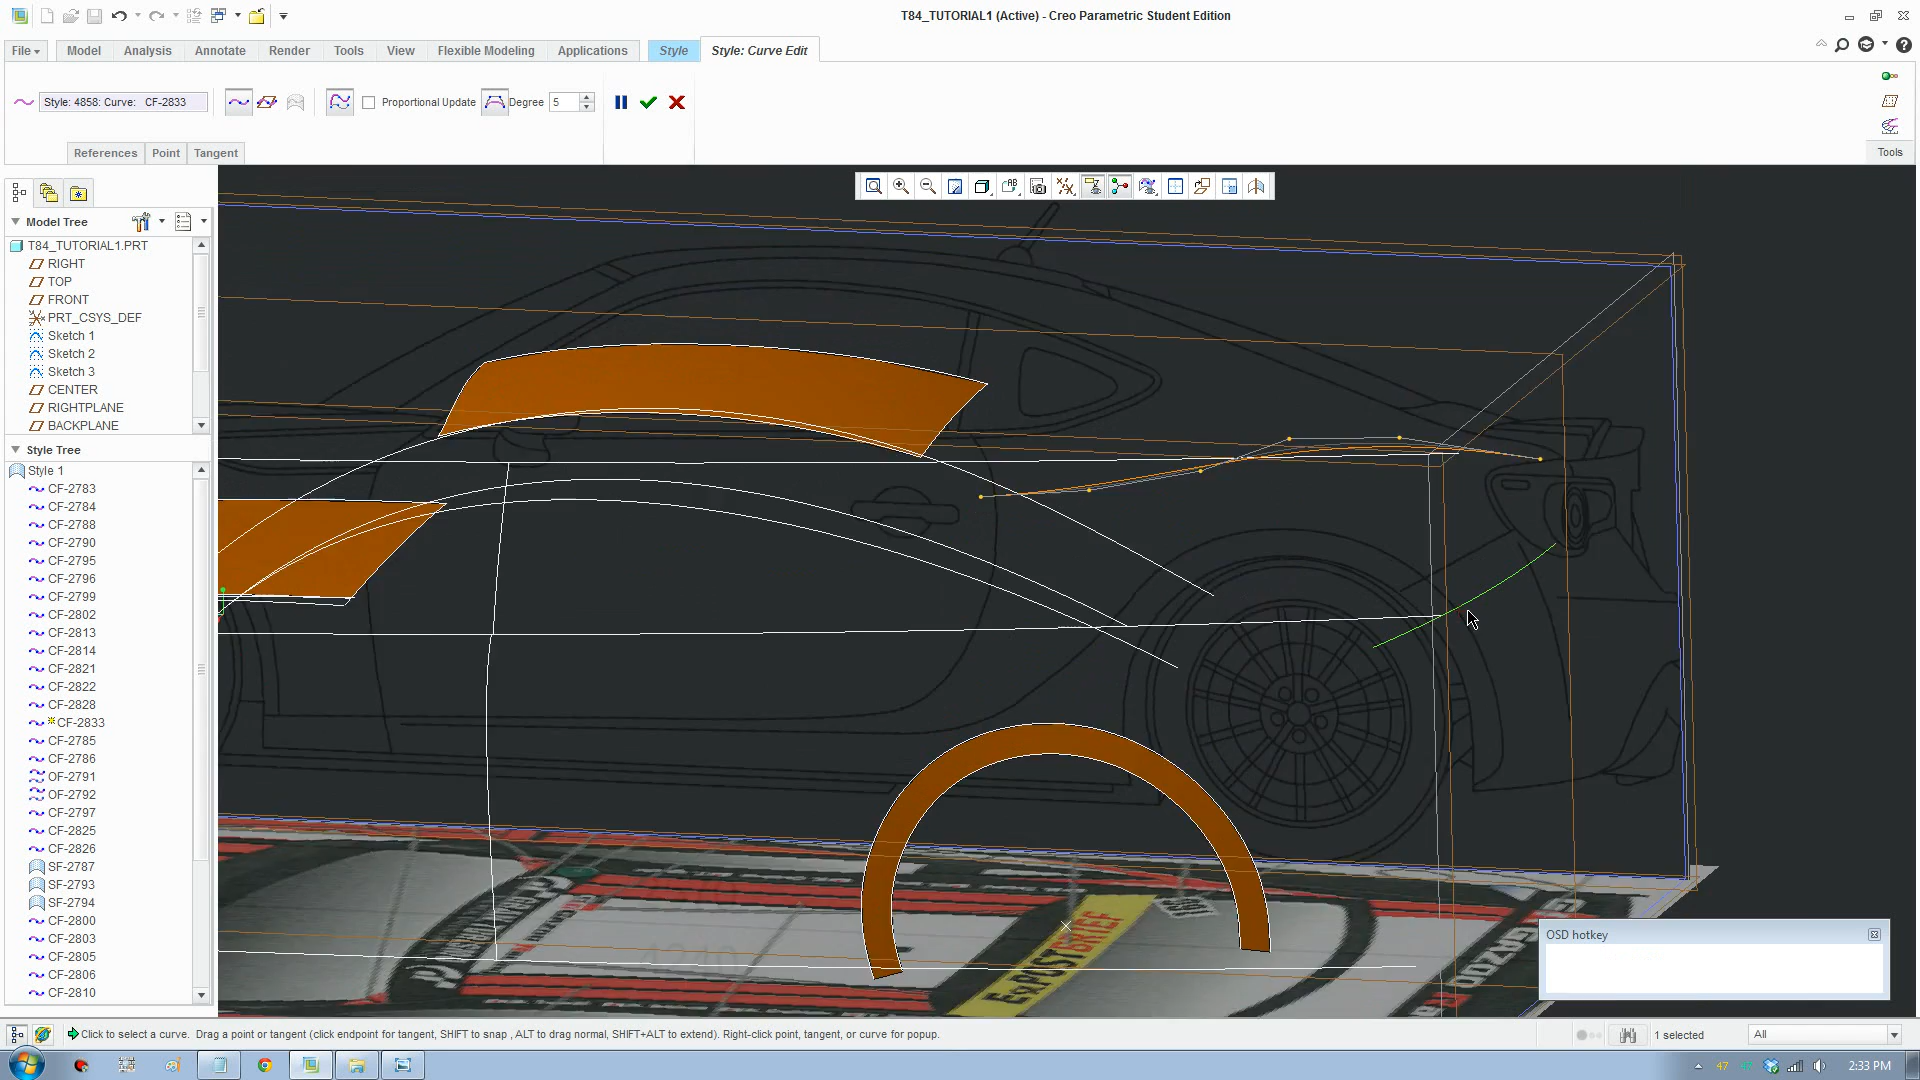 T84_TUTORIAL1 (Active) - Creo Parametric Student Edition
File Model Analysis Annotate Render Tools View Flexible Modeling Applications Style Style: Curve Edit
Style: 4858: Curve: CF-2833
Proportional Update
Degree 5
References Point Tangent
Tools
Model Tree
T84_TUTORIAL1.PRT
RIGHT
TOP
FRONT
PRT_CSYS_DEF
Sketch 1
Sketch 2
Sketch 3
CENTER
RIGHTPLANE
BACKPLANE
Style Tree
Style 1
CF-2783
CF-2784
CF-2788
CF-2790
CF-2795
CF-2796
CF-2799
CF-2802
CF-2813
CF-2814
CF-2821
CF-2822
CF-2828
CF-2833
CF-2785
CF-2786
OF-2791
OF-2792
CF-2797
CF-2825
CF-2826
SF-2787
SF-2793
SF-2794
CF-2800
CF-2803
CF-2805
CF-2806
CF-2810
ExPOSTBRIEF
OSD hotkey
Click to select a curve. Drag a point or tangent (click endpoint for tangent, SHIFT to snap , ALT to drag normal, SHIFT+ALT to extend). Right-click point, tangent, or curve for popup.
1 selected
All
47
2:33 PM